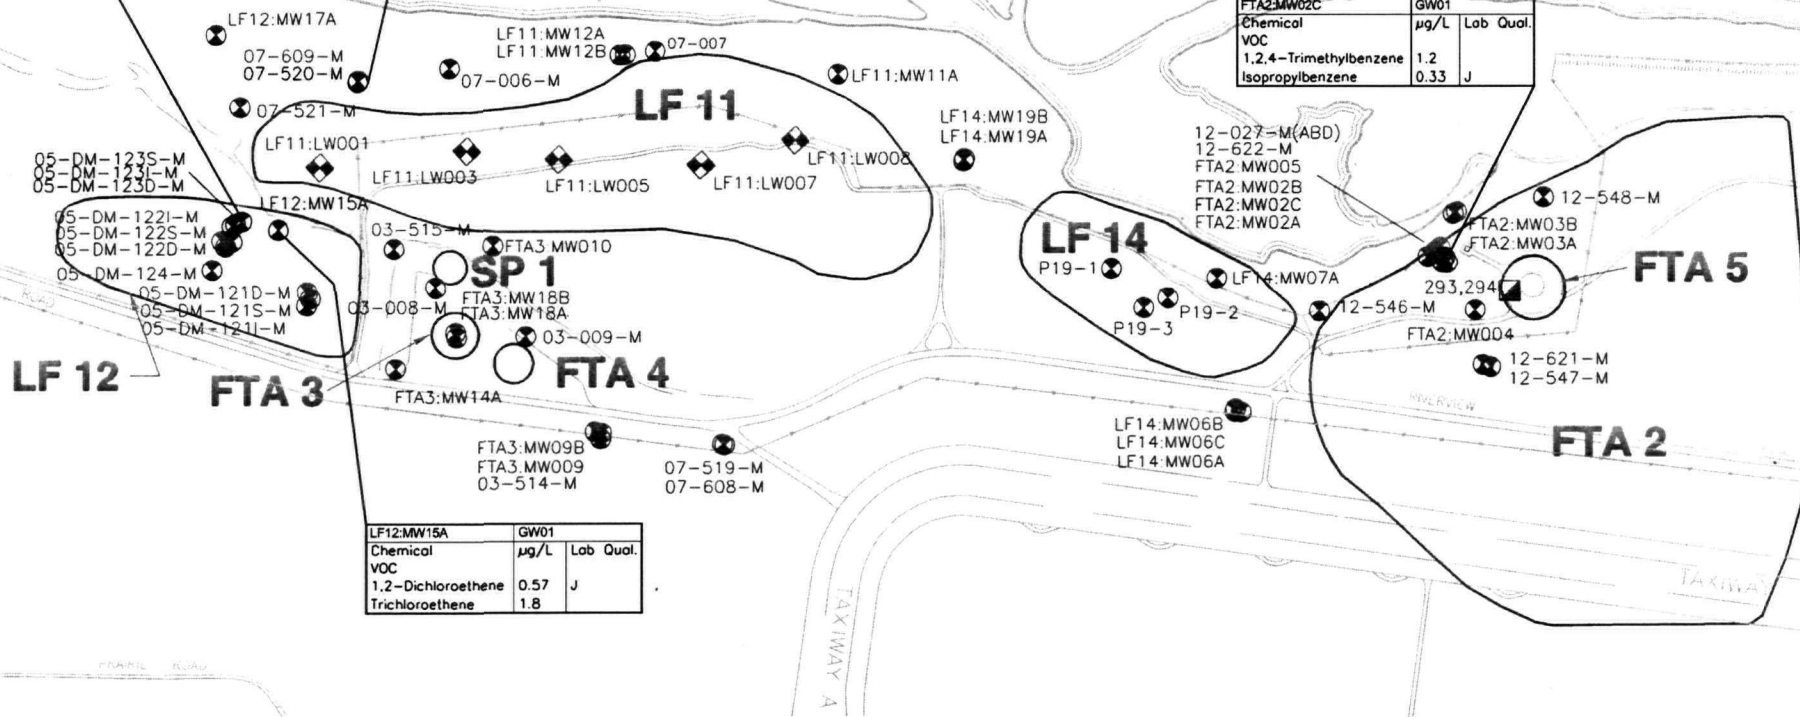 FTA2:MW02C GW01
Chemical µg/L Lab Qual.
VOC
1,2,4-Trimethylbenzene 1.2
Isopropylbenzene 0.33 J
LF12:MW17A
07-609-M
07-520-M
07-521-M
07-006-M
LF11:MW12A
LF11:MW12B
07-007
LF11:MW11A
LF 11
LF11:LW001
LF11:LW003
LF11:LW005
LF11:LW007
LF11:LW008
LF14:MW19B
LF14:MW19A
12-027-M(ABD)
12-622-M
FTA2:MW005
FTA2:MW02B
FTA2:MW02C
FTA2:MW02A
12-548-M
FTA2:MW03B
FTA2:MW03A
05-DM-123S-M
05-DM-123I-M
05-DM-123D-M
LF12:MW15A
05-DM-122I-M
05-DM-122S-M
05-DM-122D-M
05-DM-124-M
05-DM-121D-M
05-DM-121S-M
05-DM-121I-M
ROAD
LF 12
03-515-M
FTA3:MW010
SP 1
03-008-M
FTA3:MW18B
FTA3:MW18A
03-009-M
FTA 3
FTA 4
FTA3:MW14A
LF 14
P19-1
P19-2
P19-3
LF14:MW07A
12-546-M
293,294
FTA 5
FTA2:MW004
12-621-M
12-547-M
RIVERVIEW
FTA 2
FTA3:MW09B
FTA3:MW009
03-514-M
07-519-M
07-608-M
LF14:MW06B
LF14:MW06C
LF14:MW06A
LF12:MW15A GW01
Chemical µg/L Lab Qual.
VOC
1,2-Dichloroethene 0.57 J
Trichloroethene 1.8
TAXIWAY A
TAXIWAY
PRAIRIE ROAD